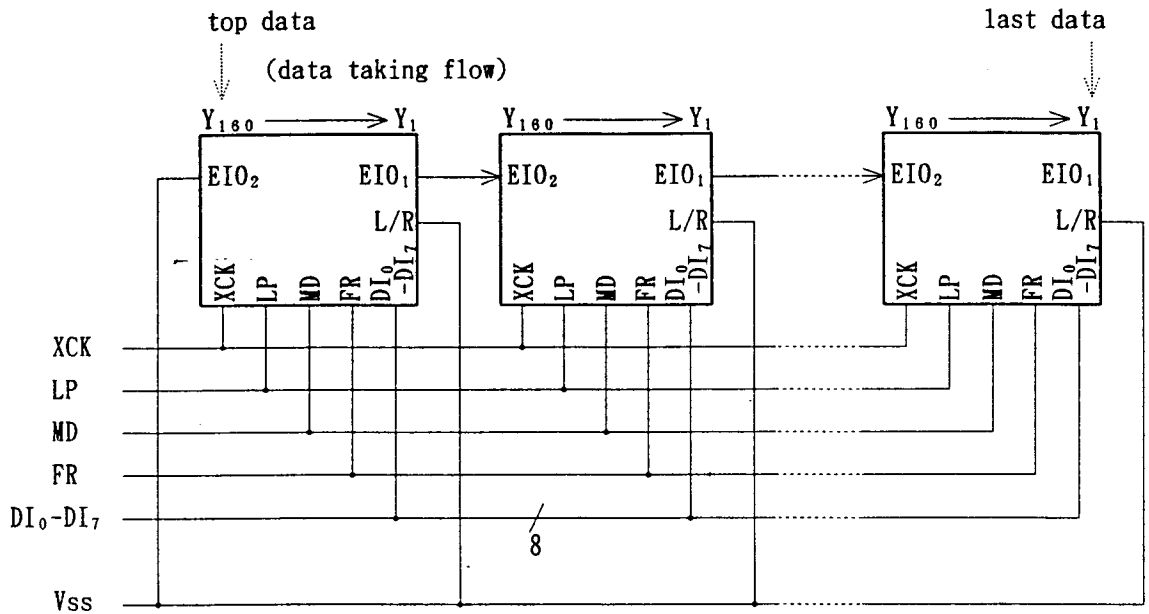 top data
last data
(data taking flow)
Y₁₆₀ Y₁ Y₁₆₀ Y₁ Y₁₆₀ Y₁
EIO₂ EIO₁ EIO₂ EIO₁ EIO₂ EIO₁
L/R L/R L/R
XCK LP MD FR DI₀-DI₇ XCK LP MD FR DI₀-DI₇ XCK LP MD FR DI₀-DI₇
XCK
LP
MD
FR
DI₀-DI₇
8
Vss